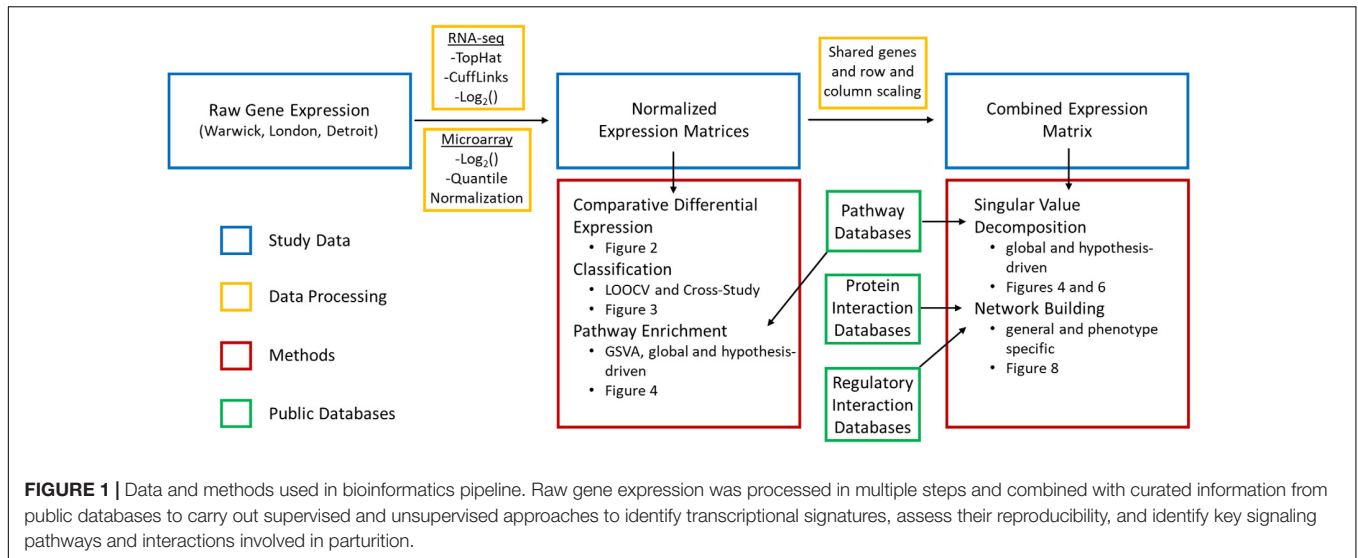 RNA-seq
-TopHat
-CuffLinks
-Log2()
Shared genes
and row and
column scaling
Raw Gene Expression
(Warwick, London, Detroit)
Normalized
Expression Matrices
Combined Expression
Matrix
Microarray
-Log2()
-Quantile
Normalization
Study Data
Data Processing
Methods
Public Databases
Comparative Differential
Expression
• Figure 2
Classification
• LOOCV and Cross-Study
• Figure 3
Pathway Enrichment
• GSVA, global and hypothesis-
driven
• Figure 4
Pathway
Databases
Protein
Interaction
Databases
Regulatory
Interaction
Databases
Singular Value
Decomposition
• global and hypothesis-
driven
• Figures 4 and 6
Network Building
• general and phenotype
specific
• Figure 8
FIGURE 1 | Data and methods used in bioinformatics pipeline. Raw gene expression was processed in multiple steps and combined with curated information from
public databases to carry out supervised and unsupervised approaches to identify transcriptional signatures, assess their reproducibility, and identify key signaling
pathways and interactions involved in parturition.